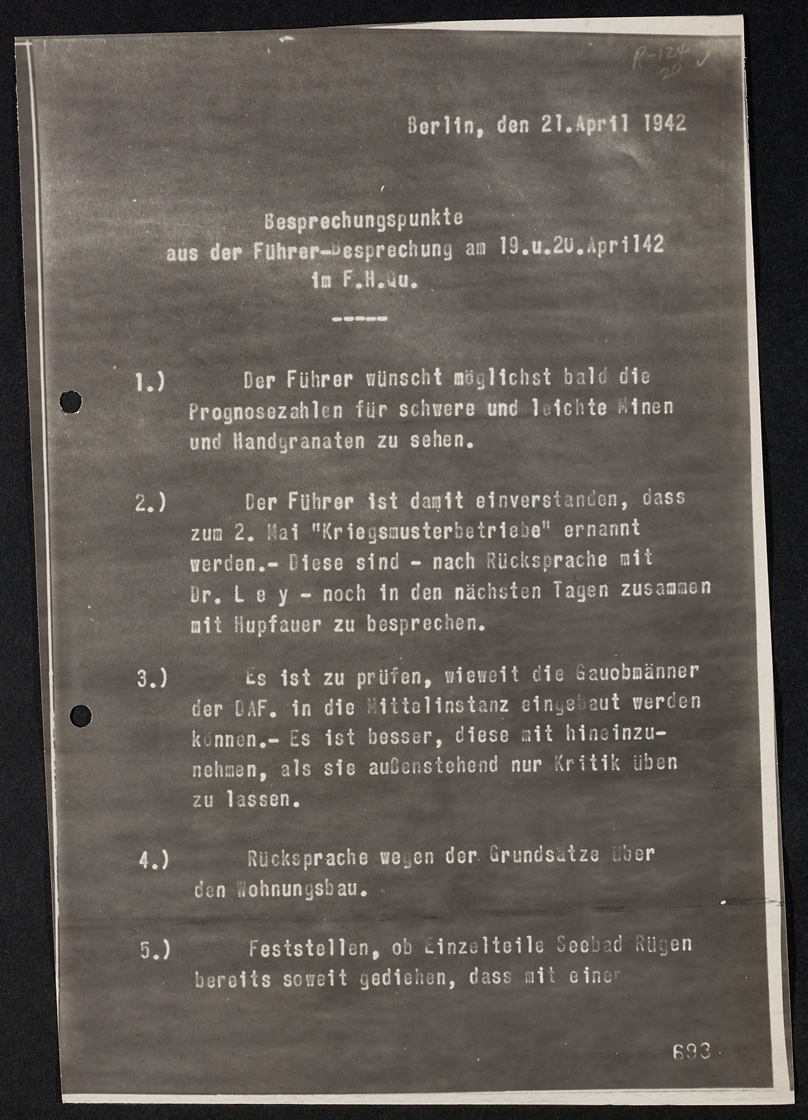 R-124
20
Berlin, den 21.April 1942
Besprechungspunkte
aus der Führer-Besprechung am 19.u.20.April42
im F.H.Qu.
-----
1.) Der Führer wünscht möglichst bald die
Prognosezahlen für schwere und leichte Minen
und Handgranaten zu sehen.
2.) Der Führer ist damit einverstanden, dass
zum 2. Mai "Kriegsmusterbetriebe" ernannt
werden.- Diese sind - nach Rücksprache mit
Dr. L e y - noch in den nächsten Tagen zusammen
mit Hupfauer zu besprechen.
3.) Es ist zu prüfen, wieweit die Gauobmänner
der DAF. in die Mittelinstanz eingebaut werden
können.- Es ist besser, diese mit hineinzu-
nehmen, als sie außenstehend nur Kritik üben
zu lassen.
4.) Rücksprache wegen der Grundsätze über
den Wohnungsbau.
5.) Feststellen, ob Einzelteile Seebad Rügen
bereits soweit gediehen, dass mit einer
693